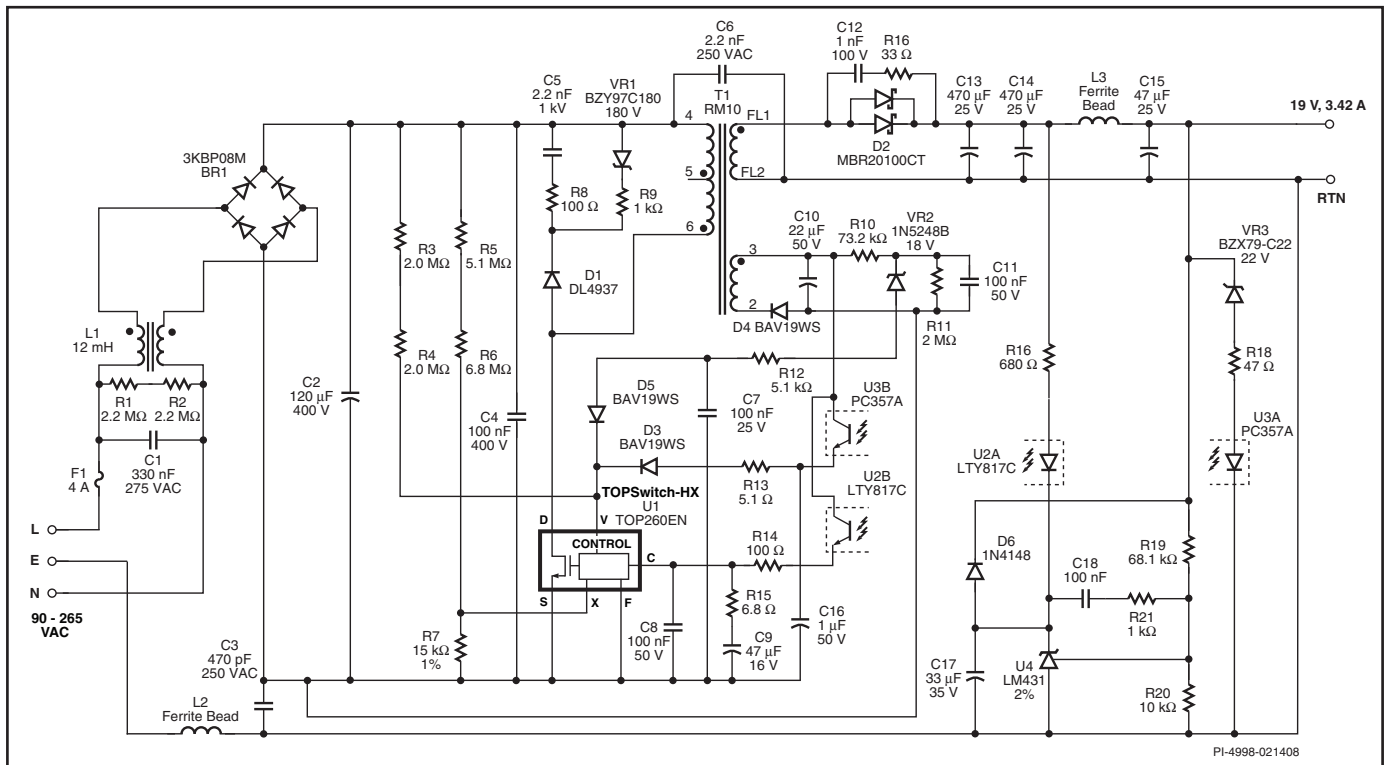 C6
2.2 nF
250 VAC
C12
1 nF
100 V
R16
33 Ω
C5
2.2 nF
1 kV
VR1
BZY97C180
180 V
T1
RM10
4
5
6
FL1
FL2
D2
MBR20100CT
C13
470 µF
25 V
C14
470 µF
25 V
L3
Ferrite
Bead
C15
47 µF
25 V
19 V, 3.42 A
RTN
3KBP08M
BR1
R8
100 Ω
R9
1 kΩ
R3
2.0 MΩ
R5
5.1 MΩ
D1
DL4937
3
2
C10
22 µF
50 V
R10
73.2 kΩ
VR2
1N5248B
18 V
C11
100 nF
50 V
D4 BAV19WS
R11
2 MΩ
VR3
BZX79-C22
22 V
L1
12 mH
R1
2.2 MΩ
R2
2.2 MΩ
C2
120 µF
400 V
R4
2.0 MΩ
R6
6.8 MΩ
C4
100 nF
400 V
R12
5.1 kΩ
D5
BAV19WS
C7
100 nF
25 V
U3B
PC357A
R16
680 Ω
R18
47 Ω
U3A
PC357A
C1
330 nF
275 VAC
F1
4 A
D3
BAV19WS
R13
5.1 Ω
U2B
LTY817C
U2A
LTY817C
TOPSwitch-HX
U1
TOP260EN
D
V
CONTROL
C
S
X
F
R14
100 Ω
L
E
N
90 - 265
VAC
R15
6.8 Ω
C16
1 µF
50 V
D6
1N4148
C18
100 nF
R19
68.1 kΩ
R21
1 kΩ
C3
470 pF
250 VAC
R7
15 kΩ
1%
C8
100 nF
50 V
C9
47 µF
16 V
C17
33 µF
35 V
U4
LM431
2%
R20
10 kΩ
L2
Ferrite Bead
PI-4998-021408